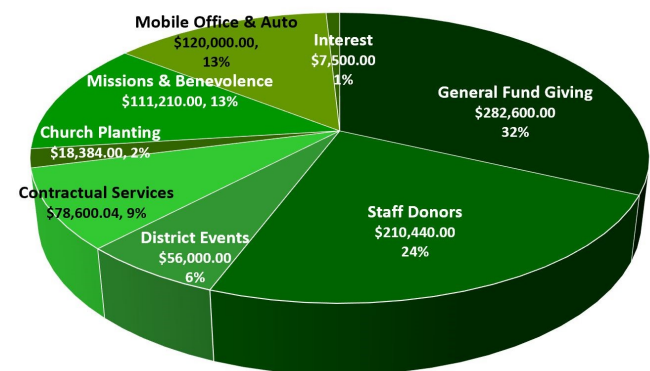 Mobile Office & Auto
$120,000.00,
13%
Interest
$7,500.00
1%
General Fund Giving
$282,600.00
32%
Missions & Benevolence
$111,210.00, 13%
Church Planting
$18,384.00, 2%
Contractual Services
$78,600.04, 9%
Staff Donors
$210,440.00
24%
District Events
$56,000.00
6%